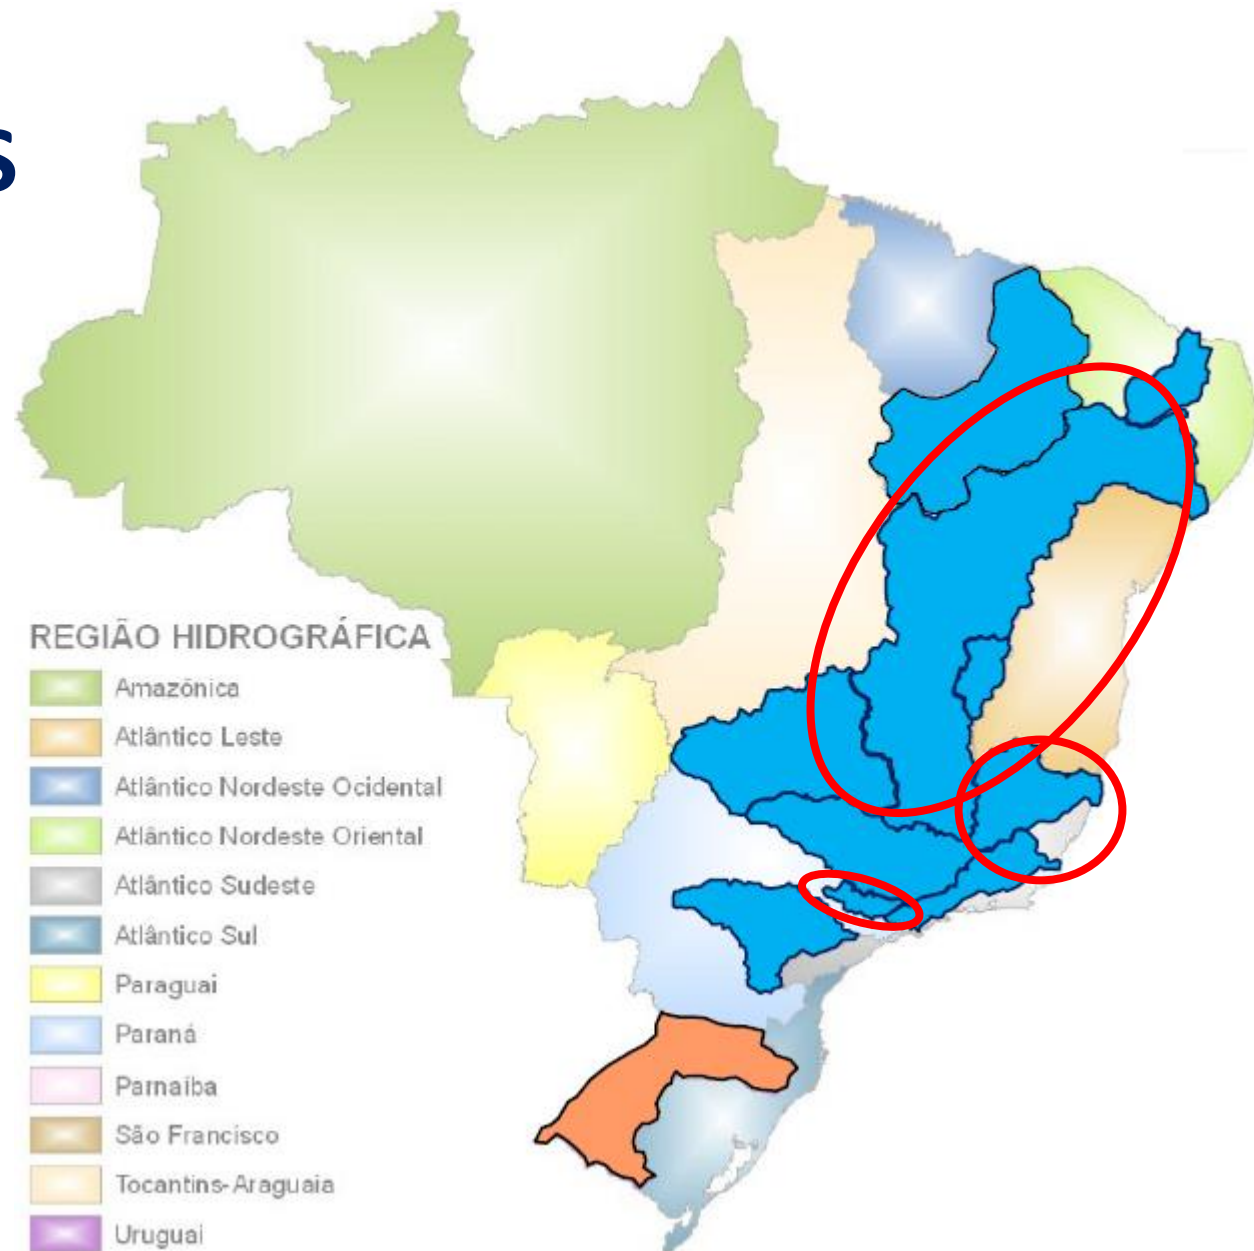 S
REGIÃO HIDROGRÁFICA
Amazônica
Atlântico Leste
Atlântico Nordeste Ocidental
Atlântico Nordeste Oriental
Atlântico Sudeste
Atlântico Sul
Paraguai
Paraná
Parnaíba
São Francisco
Tocantins-Araguaia
Uruguai